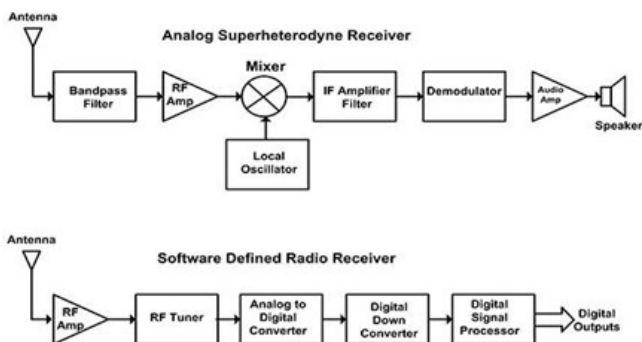 Antenna
Analog Superheterodyne Receiver
Mixer
Bandpass
Filter
RF
Amp
IF Amplifier
Filter
Demodulator
Audio
Amp
Speaker
Local
Oscillator
Antenna
Software Defined Radio Receiver
RF
Amp
RF Tuner
Analog to
Digital
Converter
Digital
Down
Converter
Digital
Signal
Processor
Digital
Outputs